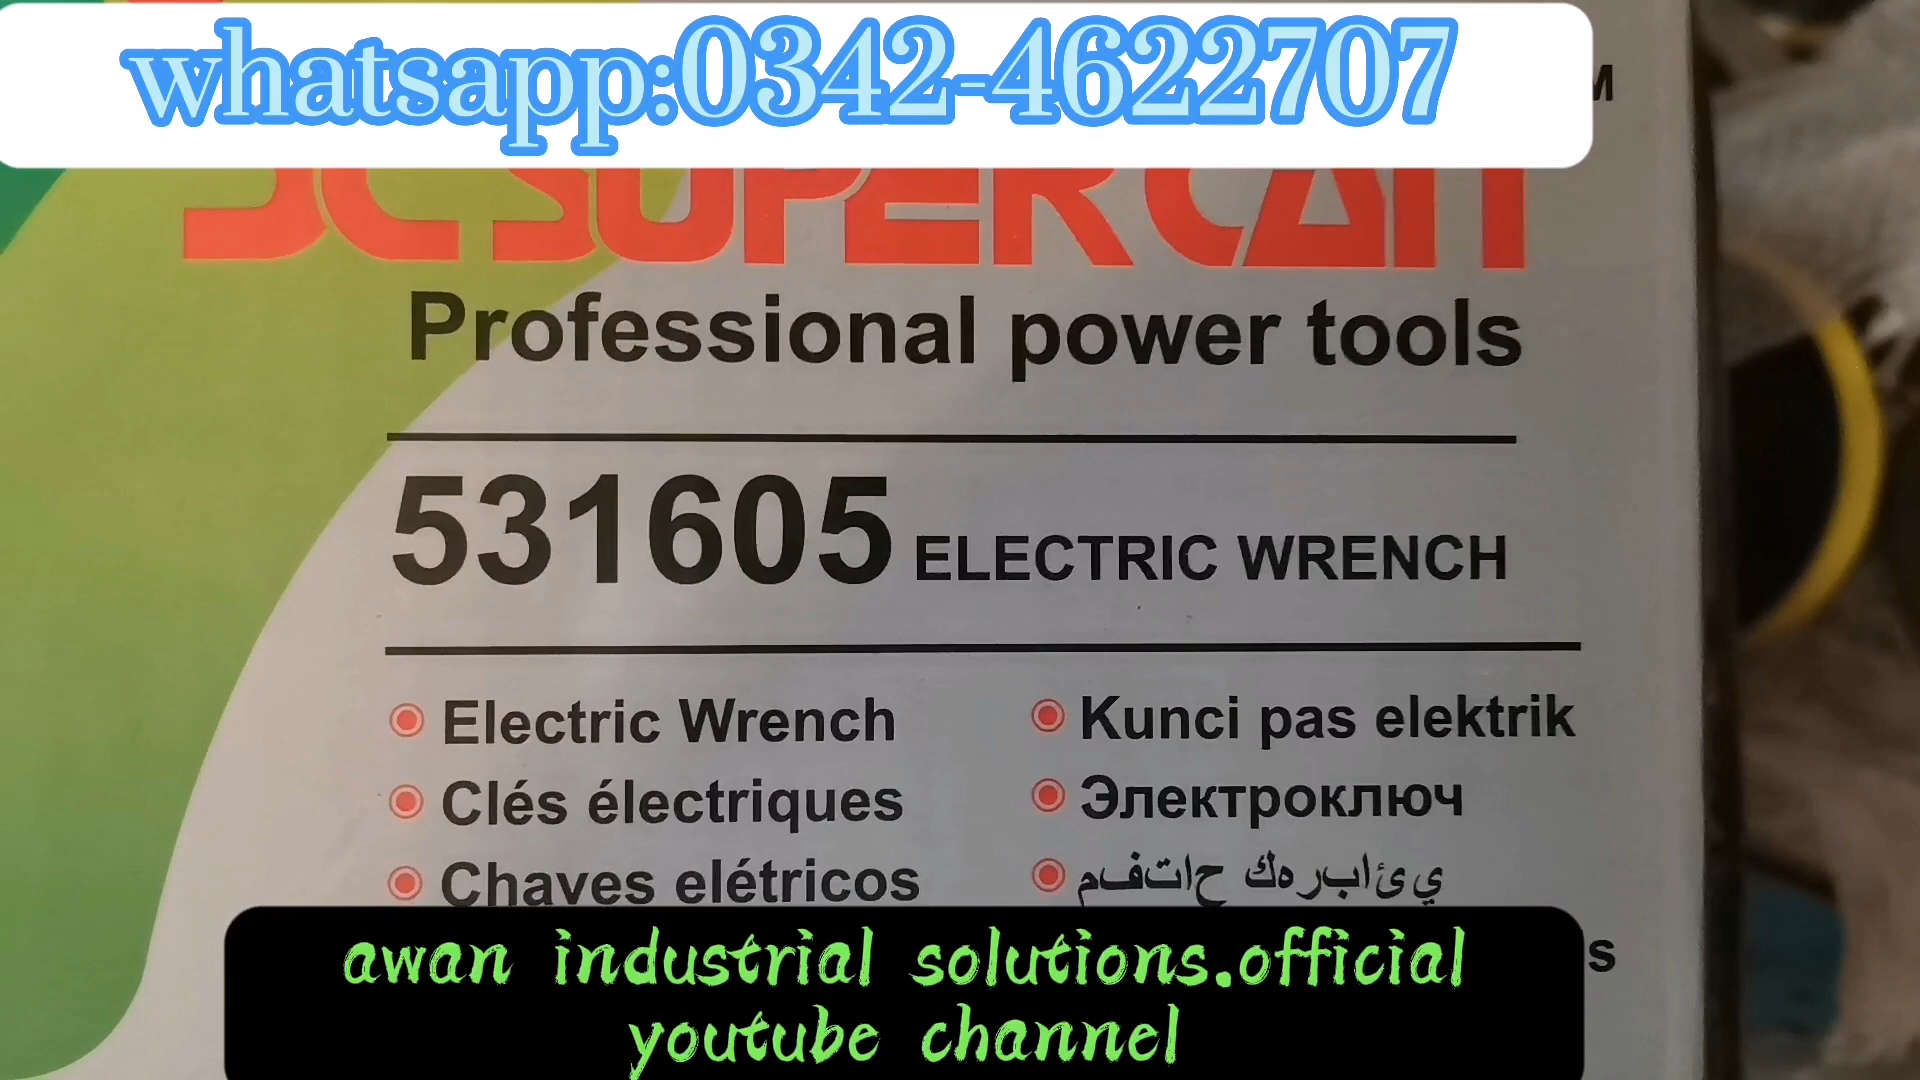 whatsapp:0342-4622707
M
Professional power tools
531605 ELECTRIC WRENCH
Electric Wrench
Kunci pas elektrik
Clés électriques
Электроключ
Chaves elétricos
مفتاح كهربائي
s
awan industrial solutions.official
youtube channel